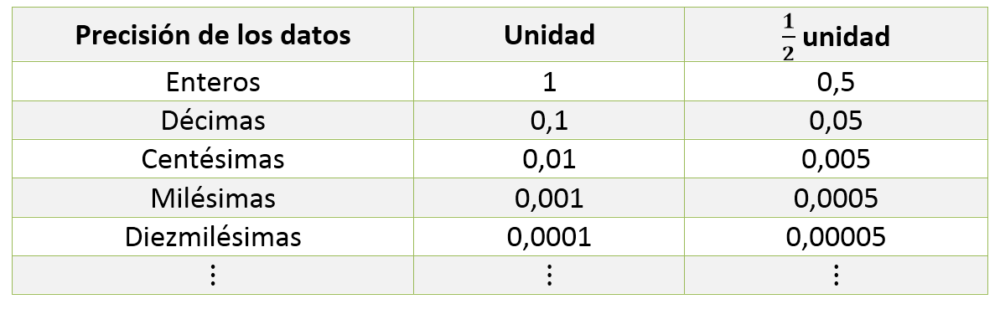 Precisión de los datos Unidad 1/2 unidad
Enteros 1 0,5
Décimas 0,1 0,05
Centésimas 0,01 0,005
Milésimas 0,001 0,0005
Diezmilésimas 0,0001 0,00005
⋮ ⋮ ⋮